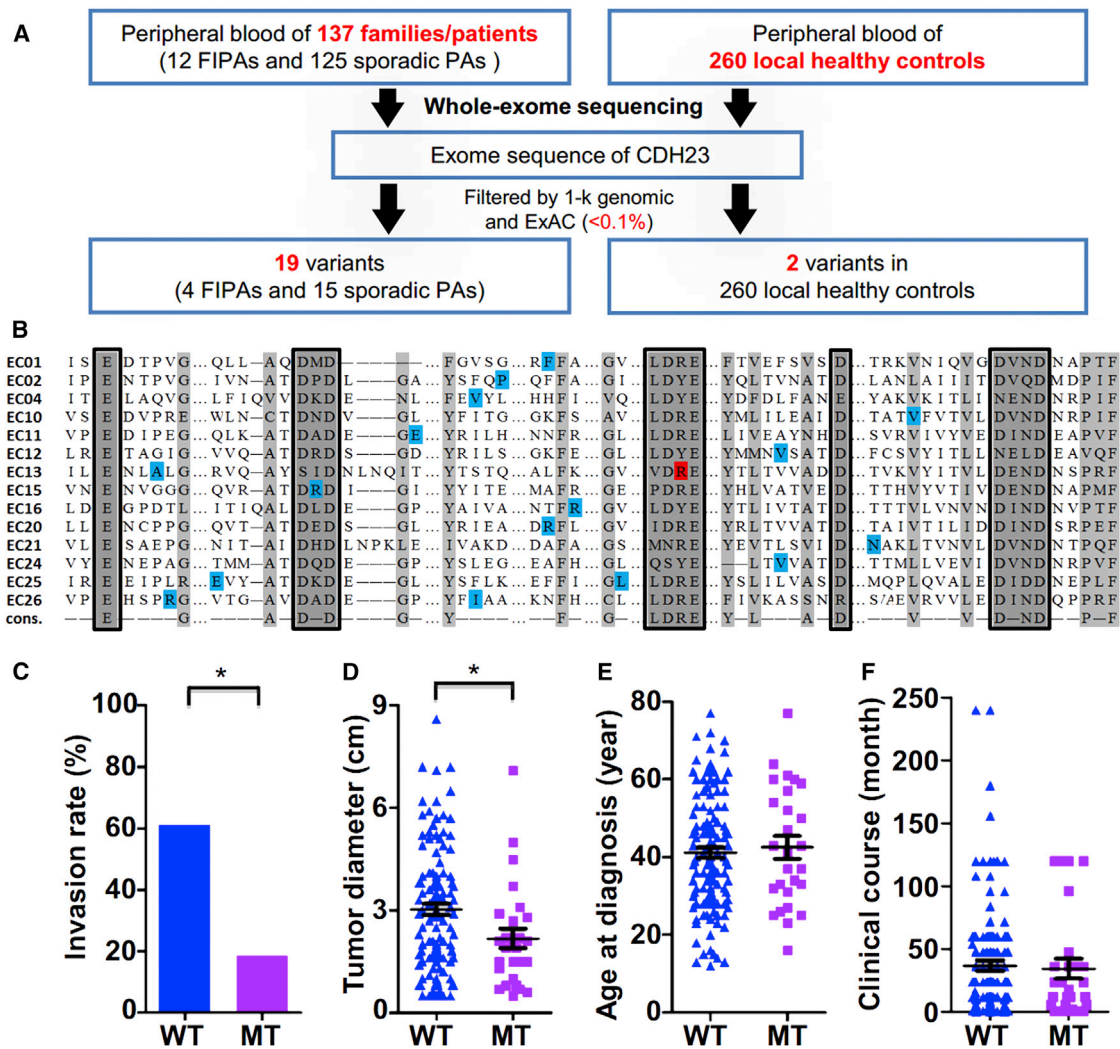 A
Peripheral blood of 137 families/patients
(12 FIPAs and 125 sporadic PAs )
Peripheral blood of
260 local healthy controls
Whole-exome sequencing
Exome sequence of CDH23
Filtered by 1-k genomic
and ExAC (<0.1%)
19 variants
(4 FIPAs and 15 sporadic PAs)
2 variants in
260 local healthy controls
B
EC01 I S E D T P V G ... Q L L — A Q D M D — — — — — F G V S G ... R F F A — G ... V — L D R E ... F T V E F S V S D ... T R K V N I Q V G D V N D N A P T F
EC02 I P E N T P V G ... I V N — A T D P D L — — G A ... Y S F Q P ... Q F F A — G ... I — L D Y E ... Y Q L T V N A T D ... L A N L A I I I T D V Q D M D P I F
EC04 I T E L A Q V G ... L F I Q V V D K D E — — N L ... F E V Y L ... H H F I — V ... Q — L D Y E ... Y D F D L F A N E ... Y A K V K I T L I N E N D N R P I F
EC10 V S E D V P R E ... W L N — C T D N D V — — G L ... F I T G — ... G K F S — A ... V — L D R E ... Y M L I L E A I D ... T A T V F V T V L D V N D N R P I F
EC11 V P E D I P E G ... Q L K — A T D A D E — — G E ... Y R I L H ... N N F R — G ... L — L D Y E ... Y L I V E A Y N H D ... S V R V I V Y V E D I N D E A P V F
EC12 L R E T A G I G ... V V Q — A T D R D S — — G L ... Y R I L S ... L D Y E ... Y M M N V S A T D ... F C S V Y I T L L N E L D E A V Q F
EC13 I L E N A L G ... R V Q — A Y S I D N L N Q I T ... Y T S T Q ... A L F K — G ... V — V D R ... Y T L T V V A D D ... T V K V Y I T V L D E N D N S P R F
EC15 V N E N V G G G ... Q V R — A T D R D — — — G I ... Y Y I T E ... M A F R — G ... E — P D R E ... Y H L V A T V E D ... T T H V Y V T I V D E N D N A P M F
EC16 L D E G P D T L ... I T I Q A L D L D E — — G P ... Y S I V A ... V — I D R E ... T T T L V N V N D
EC20 L L E N C P P G ... Q V T — A T D E D S — — G L ... Y R I E A ... V — I D R E ... Y R L T V V A T D ... T A I V T I L I D D I N D S R P E F
EC21 V L E S A E P G ... N I T — A I D H D L N P K L E ... I V A K D ... D A F A — G S ... M N R E ... Y E V T L S V I D ... N A K L T V N V L D V N D N T P Q F
EC24 V Y E N E P A G ... T M M — A T D Q D E — — G P ... L T L V T V A T D
EC25 I R E E I P L R ... E V Y — A T D K D E — — G L ... Y S F L K ... L — L D R E ... Y S L I L V A S D ... M Q P L Q V A L E D I D D N E P L F
EC26 V P E H S P R G ... V T G — A V D A D E — — G P ... Y F I A ... L — L D R E ... F I V K A S S N R ... D I N D Q P P R F
cons. — — E — — — — G A — D — D G Y F G L D R E A — D V V D — N D — — P — F
C
*
Invasion rate (%)
100
80
60
40
20
0
WT MT
D
*
Tumor diameter (cm)
9
6
3
0
WT MT
E
Age at diagnosis (year)
80
60
40
20
0
WT MT
F
Clinical course (month)
250
200
150
100
50
0
WT MT